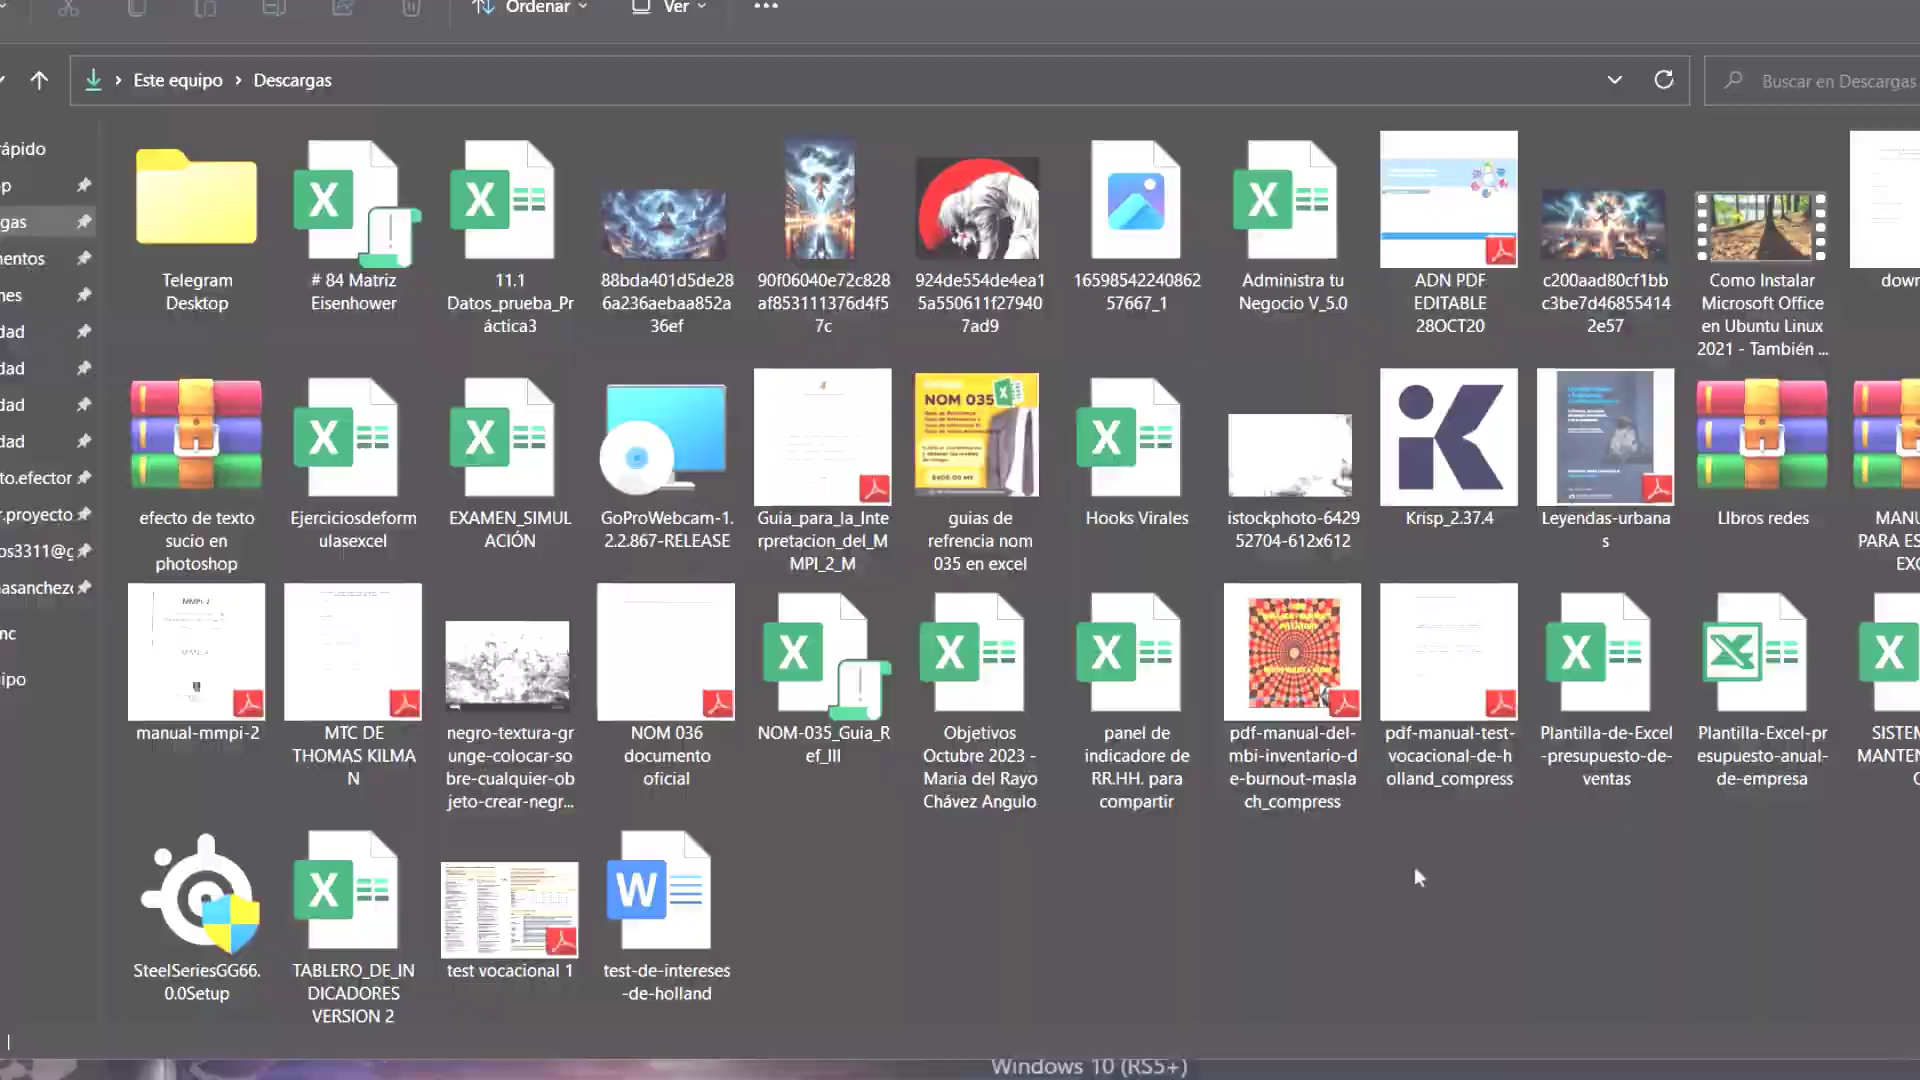 Ordenar
Ver
Este equipo
Descargas
Buscar en Descargas
ápido
p
gas
nentos
nes
dad
dad
dad
dad
to.efector
r.proyecto
os3311@g
nasanchezc
nc
ipo
Telegram
Desktop
# 84 Matriz
Eisenhower
11.1
Datos_prueba_Pr
áctica3
88bda401d5de28
6a236aebaa852a
36ef
90f06040e72c828
af853111376d4f5
7c
924de554de4ea1
5a550611f27940
7ad9
16598542240862
57667_1
Administra tu
Negocio V_5.0
ADN PDF
EDITABLE
28OCT20
c200aad80cf1bb
c3be7d46855414
2e57
Como Instalar
Microsoft Office
en Ubuntu Linux
2021 - También ...
down
efecto de texto
sucio en
photoshop
Ejerciciosdeform
ulasexcel
EXAMEN_SIMUL
ACIÓN
GoProWebcam-1.
2.2.867-RELEASE
Guia_para_la_Inte
rpretacion_del_M
MPI_2_M
NOM 035
guias de
refrencia nom
035 en excel
Hooks Virales
istockphoto-6429
52704-612x612
Krisp_2.37.4
Leyendas-urbana
s
LIbros redes
MANU
PARA ES
EXC
MMPI-2
MANUAL
manual-mmpi-2
MTC DE
THOMAS KILMA
N
negro-textura-gr
unge-colocar-so
bre-cualquier-ob
jeto-crear-negr...
NOM 036
documento
oficial
NOM-035_Guia_R
ef_III
Objetivos
Octubre 2023 -
Maria del Rayo
Chávez Angulo
panel de
indicadore de
RR.HH. para
compartir
pdf-manual-del-
mbi-inventario-d
e-burnout-masla
ch_compress
pdf-manual-test-
vocacional-de-h
olland_compress
Plantilla-de-Excel
-presupuesto-de-
ventas
Plantilla-Excel-pr
esupuesto-anual-
de-empresa
SISTEM
MANTEN
C
SteelSeriesGG66.
0.0Setup
TABLERO_DE_IN
DICADORES
VERSION 2
test vocacional 1
test-de-intereses
-de-holland
Windows 10 (RS5+)